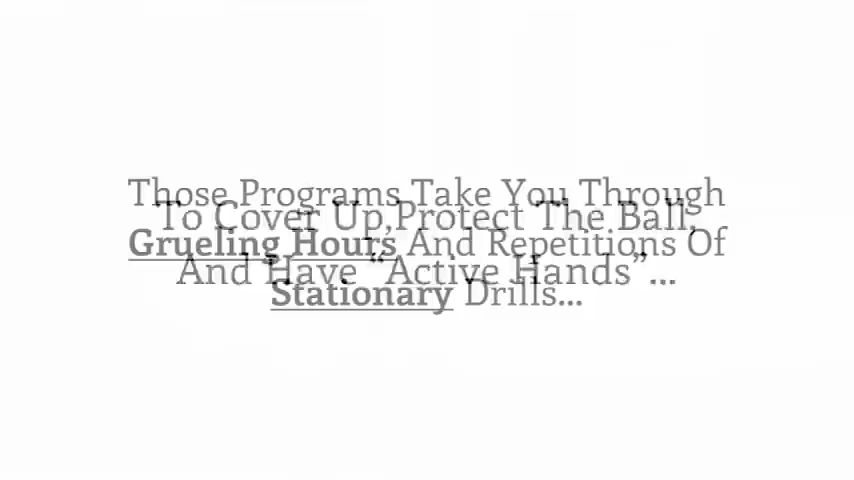 Those Programs Take You Through
To Cover Up,Protect The Ball,
Grueling Hours And Repetitions Of
And Have “Active Hands”...
Stationary Drills...